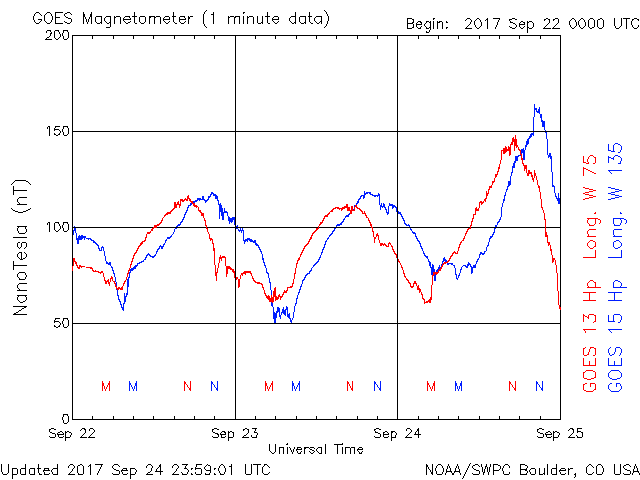 GOES Magnetometer (1 minute data)
Begin: 2017 Sep 22 0000 UTC
200
150
100
50
0
NanoTesla (nT)
M M N N M M N N M M N N
Sep 22 Sep 23 Sep 24 Sep 25
Universal Time
GOES 13 Hp Long. W 75
GOES 15 Hp Long. W 135
Updated 2017 Sep 24 23:59:01 UTC
NOAA/SWPC Boulder, CO USA